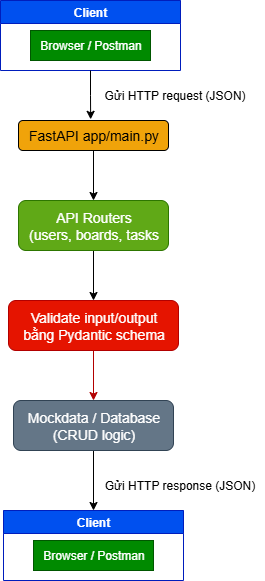 Client
Browser / Postman
Gửi HTTP request (JSON)
FastAPI app/main.py
API Routers
(users, boards, tasks
Validate input/output
bằng Pydantic schema
Mockdata / Database
(CRUD logic)
Gửi HTTP response (JSON)
Client
Browser / Postman